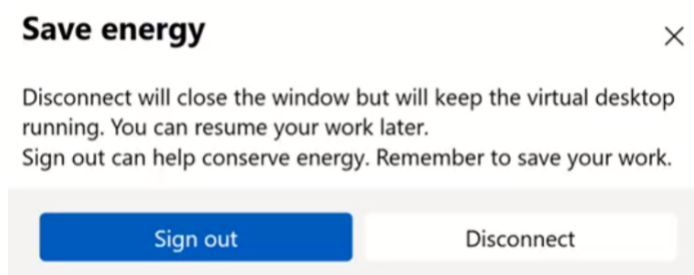 Save energy
Disconnect will close the window but will keep the virtual desktop
running. You can resume your work later.
Sign out can help conserve energy. Remember to save your work.
Sign out
Disconnect